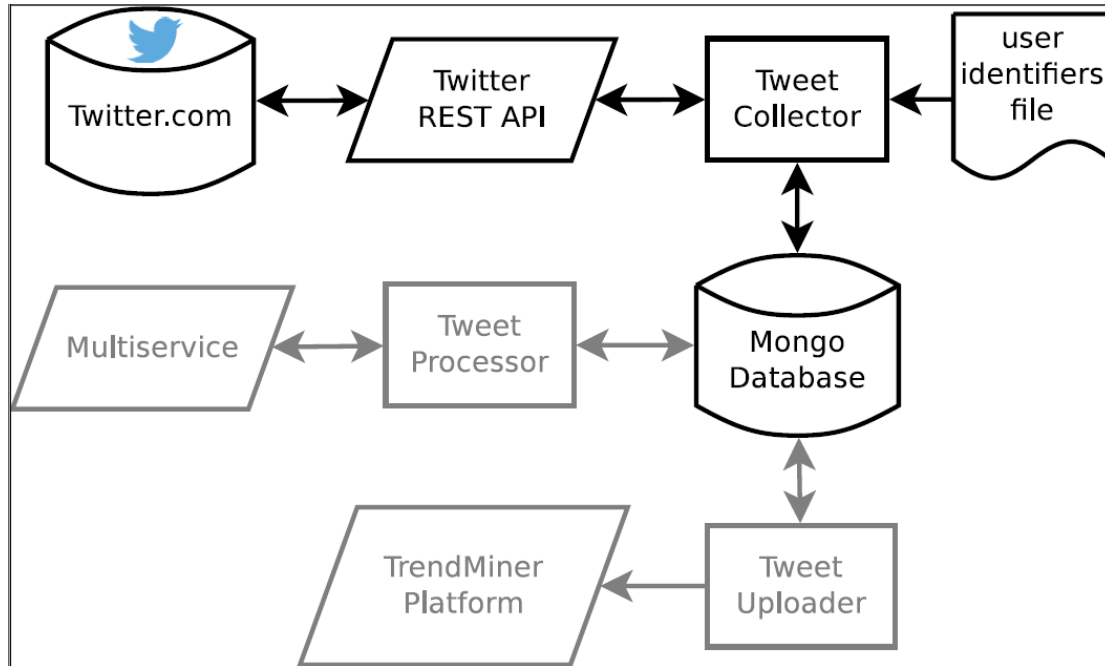 Twitter.com
Twitter
REST API
Tweet
Collector
user
identifiers
file
Multiservice
Tweet
Processor
Mongo
Database
TrendMiner
Platform
Tweet
Uploader